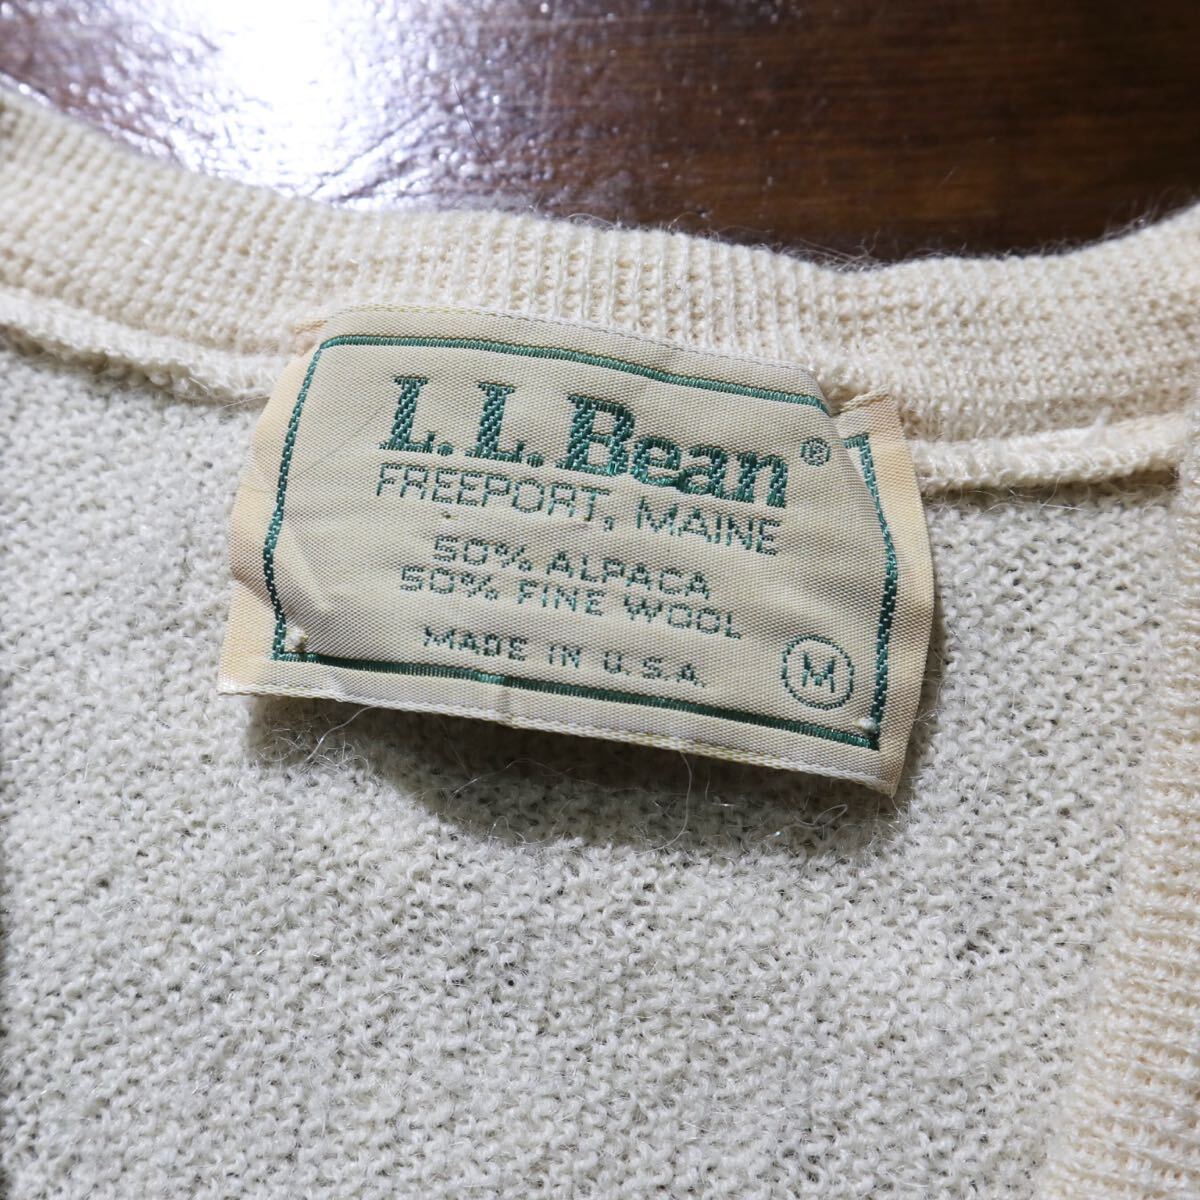 L.L.Bean®
FREEPORT, MAINE
50% ALPACA
50% FINE WOOL
MADE IN U.S.A.
M